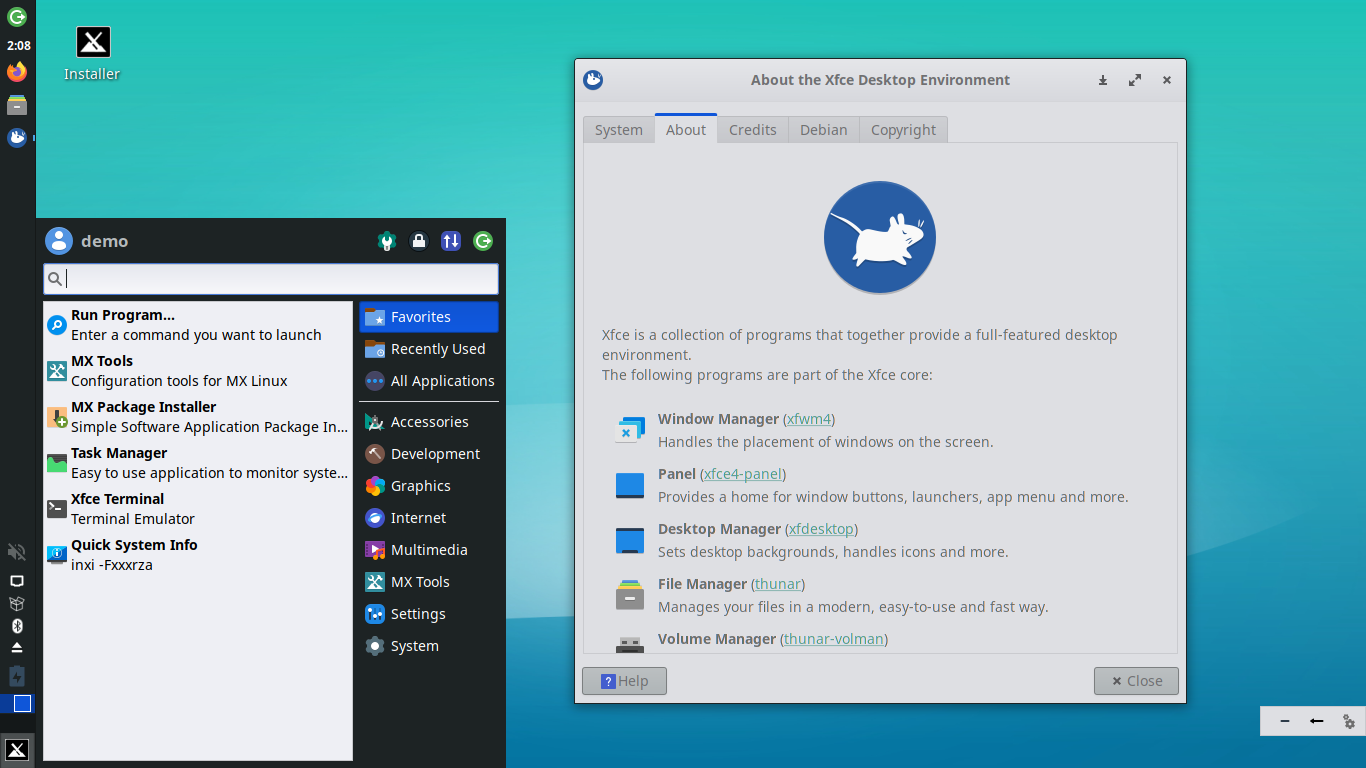 2:08
Installer
demo
Run Program...
Enter a command you want to launch
MX Tools
Configuration tools for MX Linux
MX Package Installer
Simple Software Application Package In...
Task Manager
Easy to use application to monitor syste...
Xfce Terminal
Terminal Emulator
Quick System Info
inxi -Fxxxrza
Favorites
Recently Used
All Applications
Accessories
Development
Graphics
Internet
Multimedia
MX Tools
Settings
System
About the Xfce Desktop Environment
System About Credits Debian Copyright
Xfce is a collection of programs that together provide a full-featured desktop
environment.
The following programs are part of the Xfce core:
Window Manager (xfwm4)
Handles the placement of windows on the screen.
Panel (xfce4-panel)
Provides a home for window buttons, launchers, app menu and more.
Desktop Manager (xfdesktop)
Sets desktop backgrounds, handles icons and more.
File Manager (thunar)
Manages your files in a modern, easy-to-use and fast way.
Volume Manager (thunar-volman)
Help Close